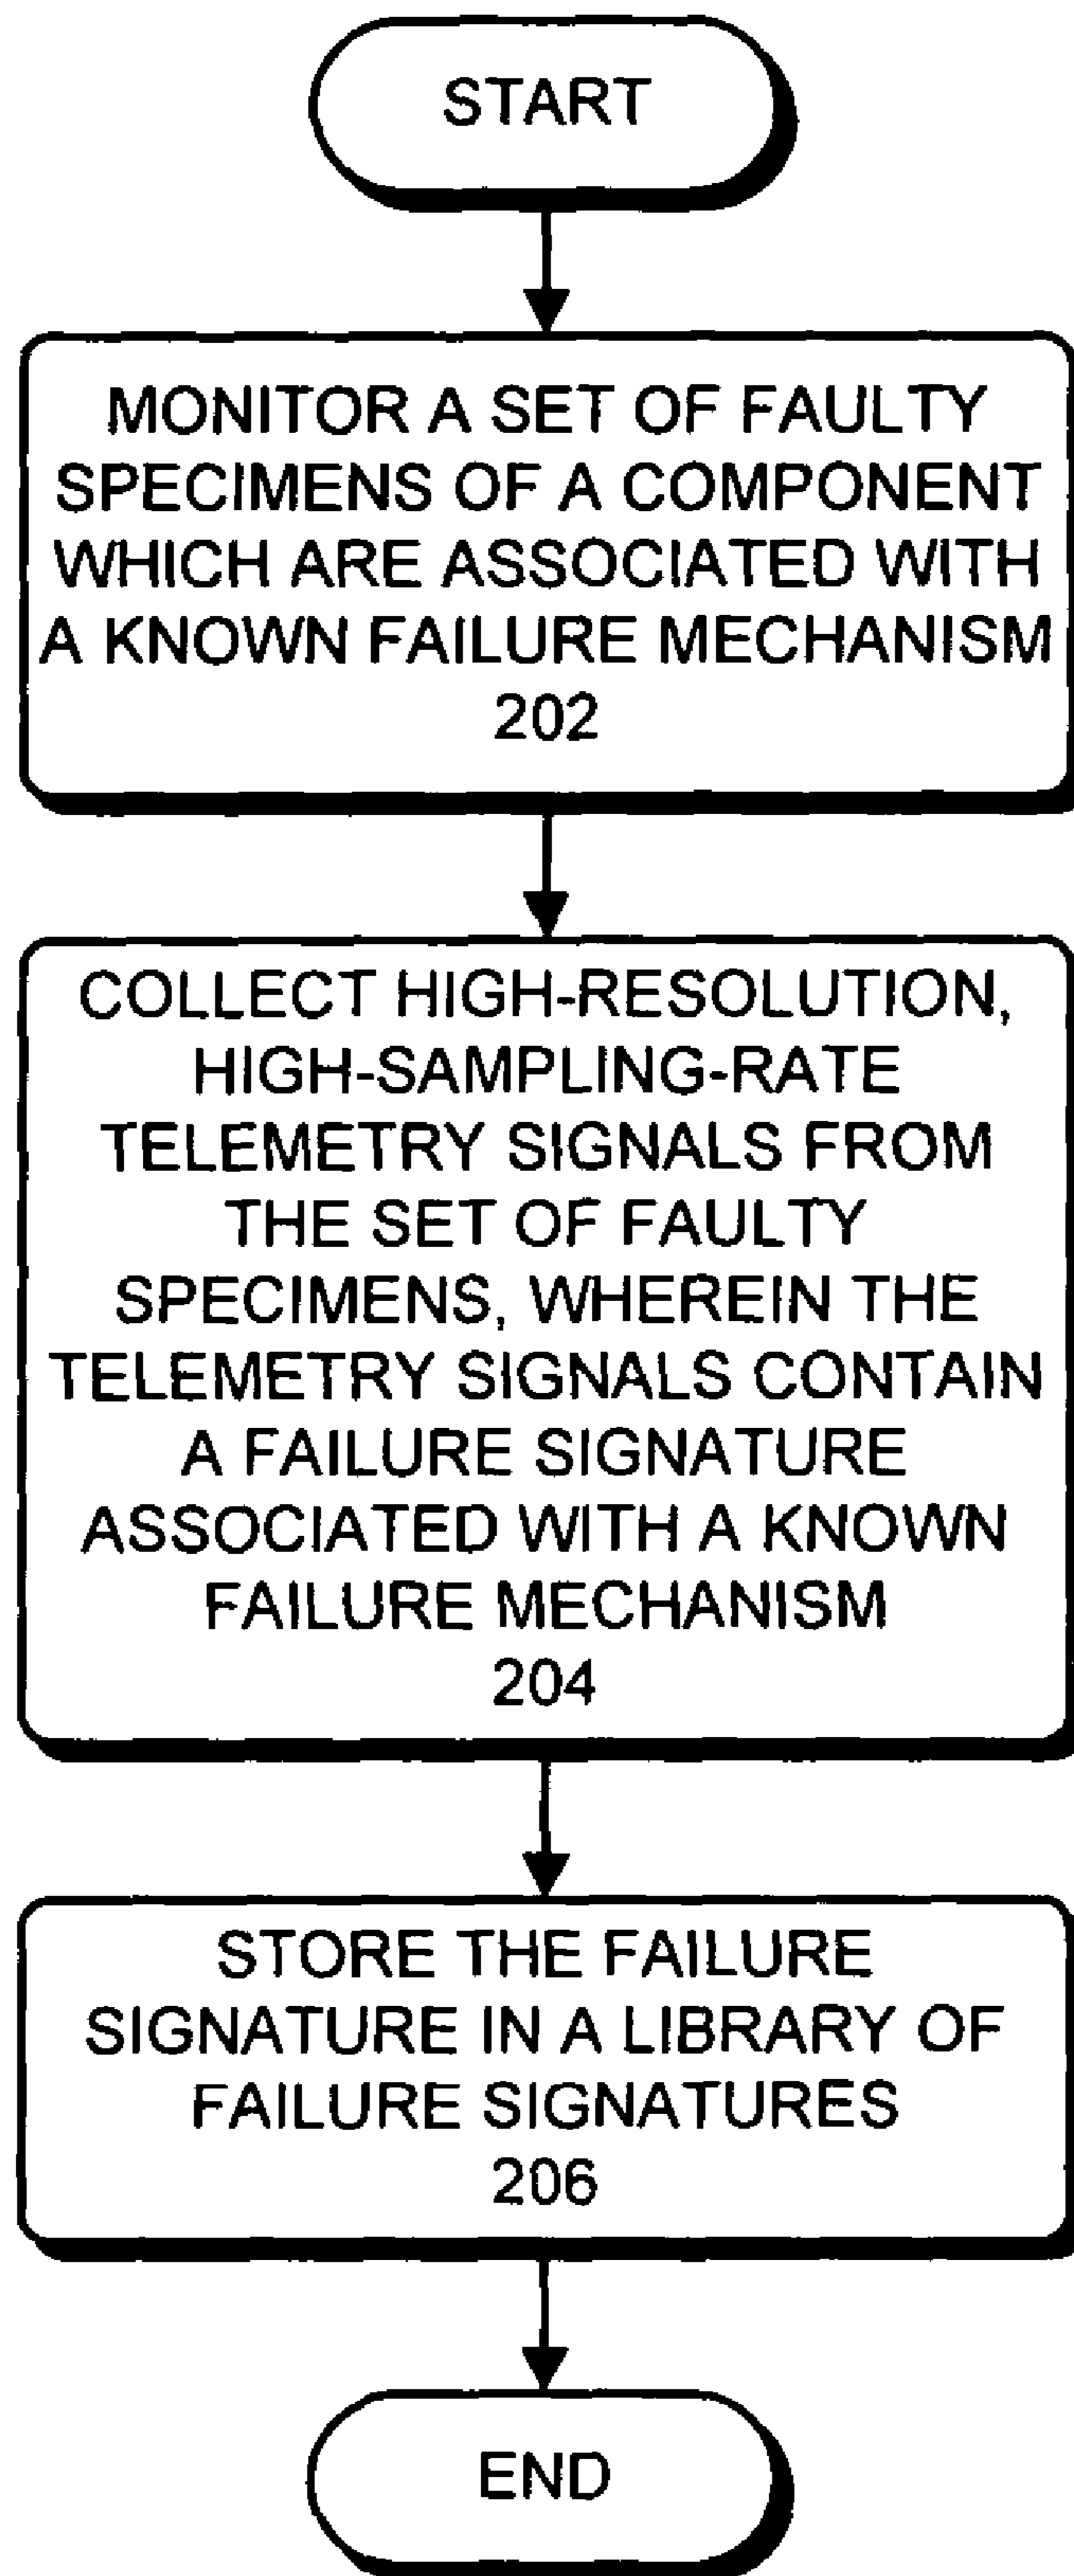 START
MONITOR A SET OF FAULTY
SPECIMENS OF A COMPONENT
WHICH ARE ASSOCIATED WITH
A KNOWN FAILURE MECHANISM
202
COLLECT HIGH-RESOLUTION,
HIGH-SAMPLING-RATE
TELEMETRY SIGNALS FROM
THE SET OF FAULTY
SPECIMENS, WHEREIN THE
TELEMETRY SIGNALS CONTAIN
A FAILURE SIGNATURE
ASSOCIATED WITH A KNOWN
FAILURE MECHANISM
204
STORE THE FAILURE
SIGNATURE IN A LIBRARY OF
FAILURE SIGNATURES
206
END